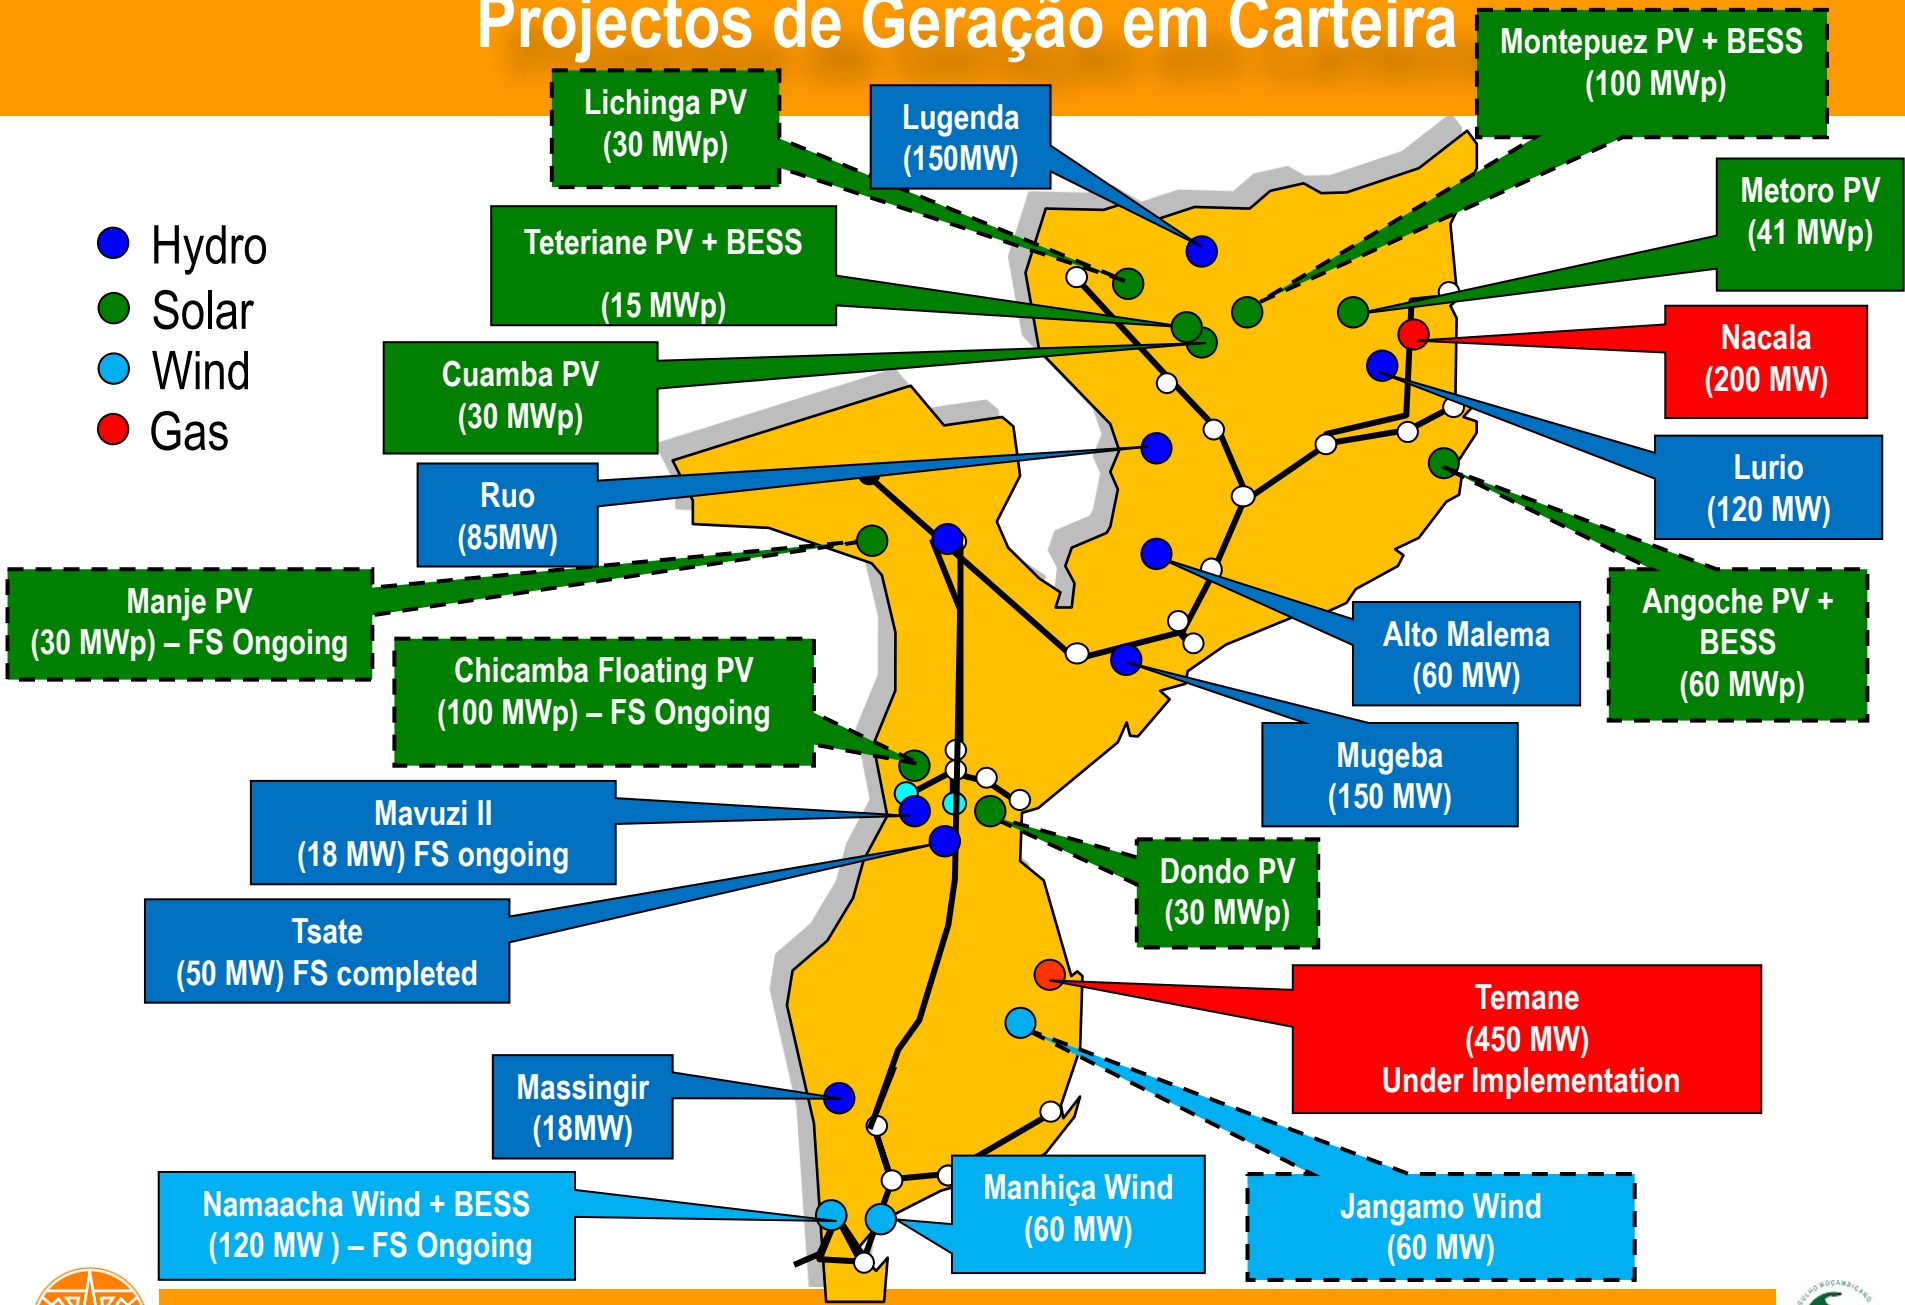 Projectos de Geração em Carteira
Montepuez PV + BESS
(100 MWp)
Lichinga PV
(30 MWp)
Lugenda
(150MW)
Metoro PV
(41 MWp)
Hydro
Solar
Wind
Gas
Teteriane PV + BESS
(15 MWp)
Nacala
(200 MW)
Cuamba PV
(30 MWp)
Lurio
(120 MW)
Ruo
(85MW)
Manje PV
(30 MWp) – FS Ongoing
Angoche PV +
BESS
(60 MWp)
Alto Malema
(60 MW)
Chicamba Floating PV
(100 MWp) – FS Ongoing
Mugeba
(150 MW)
Mavuzi II
(18 MW) FS ongoing
Dondo PV
(30 MWp)
Tsate
(50 MW) FS completed
Temane
(450 MW)
Under Implementation
Massingir
(18MW)
Namaacha Wind + BESS
(120 MW ) – FS Ongoing
Manhiça Wind
(60 MW)
Jangamo Wind
(60 MW)